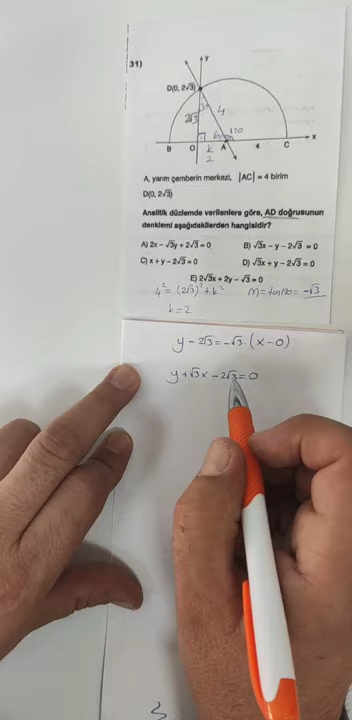 31)
y
D(0, 2√3)
30
4
2√3
60
120
B
O
k
A
4
C
x
2
A, yarım çemberin merkezi, |AC| = 4 birim
D(0, 2√3)
Analitik düzlemde verilenlere göre, AD doğrusunun
denklemi aşağıdakilerden hangisidir?
A) 2x − √3y + 2√3 = 0
B) √3x − y − 2√3 = 0
C) x + y − 2√3 = 0
D) √3x + y − 2√3 = 0
E) 2√3x + 2y − √3 = 0
4² = (2√3)² + k²
m = tan120 = −√3
k = 2
y − 2√3 = −√3 · (x − 0)
y + √3x − 2√3 = 0